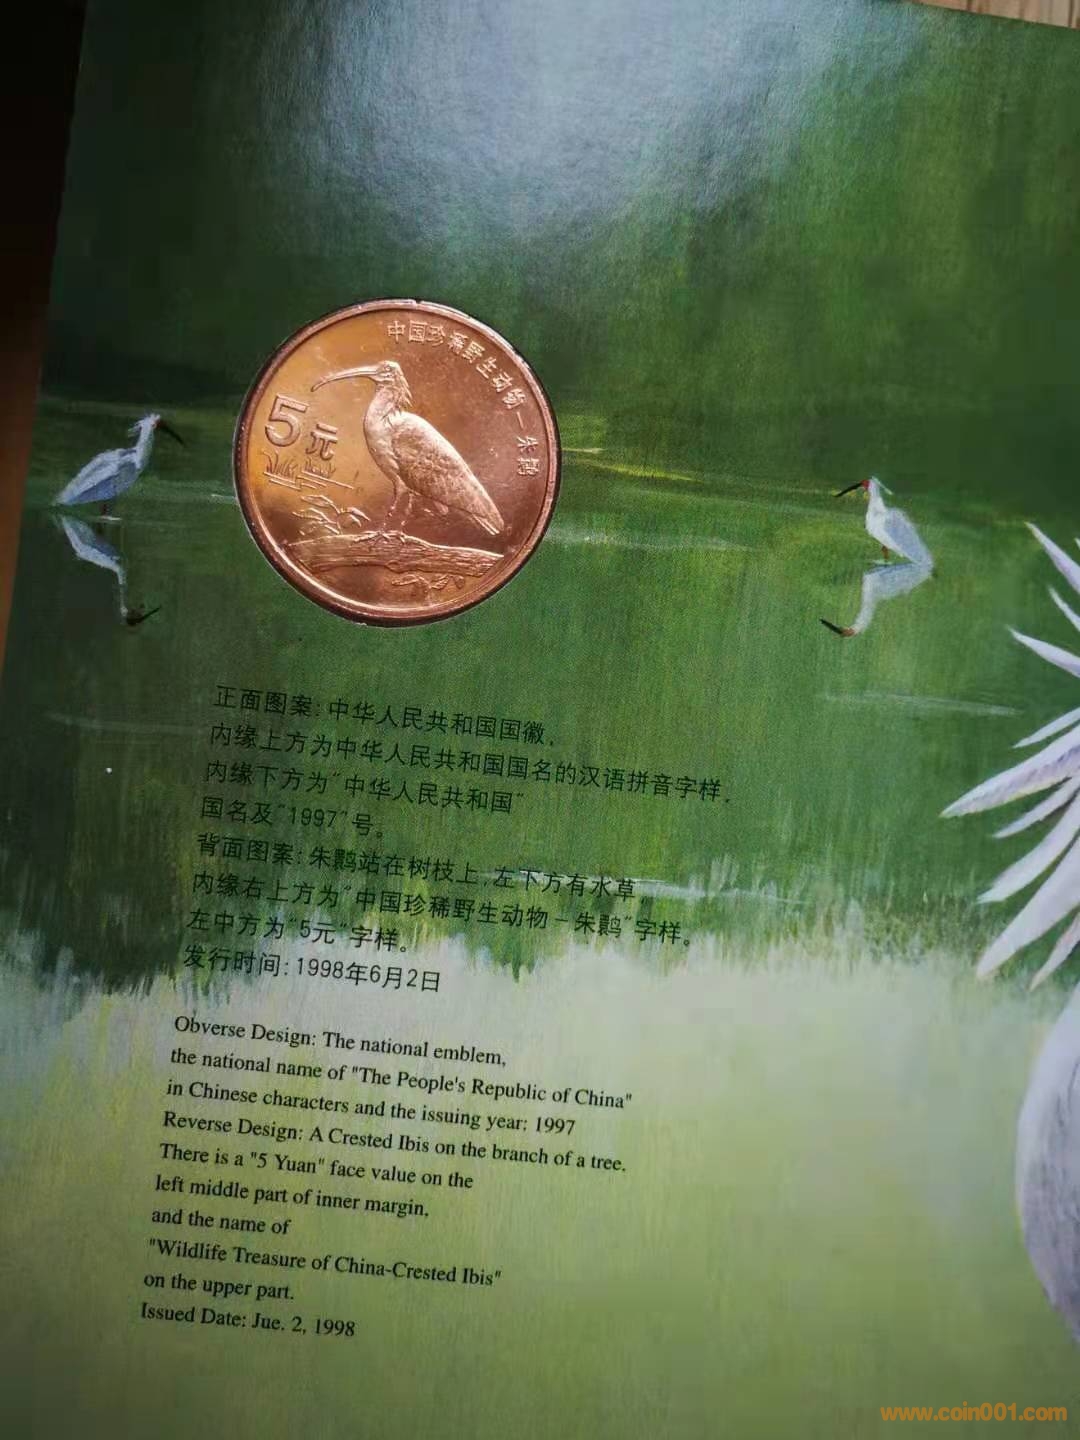 中国珍稀野生动物—朱鹮
5元
正面图案:中华人民共和国国徽,
内缘上方为中华人民共和国国名的汉语拼音字样,
内缘下方为"中华人民共和国"
国名及"1997"号。
背面图案:朱鹮站在树枝上,左下方有水草,
内缘右上方为"中国珍稀野生动物－朱鹮"字样。
左中方为"5元"字样。
发行时间:1998年6月2日
Obverse Design: The national emblem,
the national name of "The People's Republic of China"
in Chinese characters and the issuing year: 1997
Reverse Design: A Crested Ibis on the branch of a tree.
There is a "5 Yuan" face value on the
left middle part of inner margin,
and the name of
"Wildlife Treasure of China-Crested Ibis"
on the upper part.
Issued Date: Jue. 2, 1998
www.coin001.com